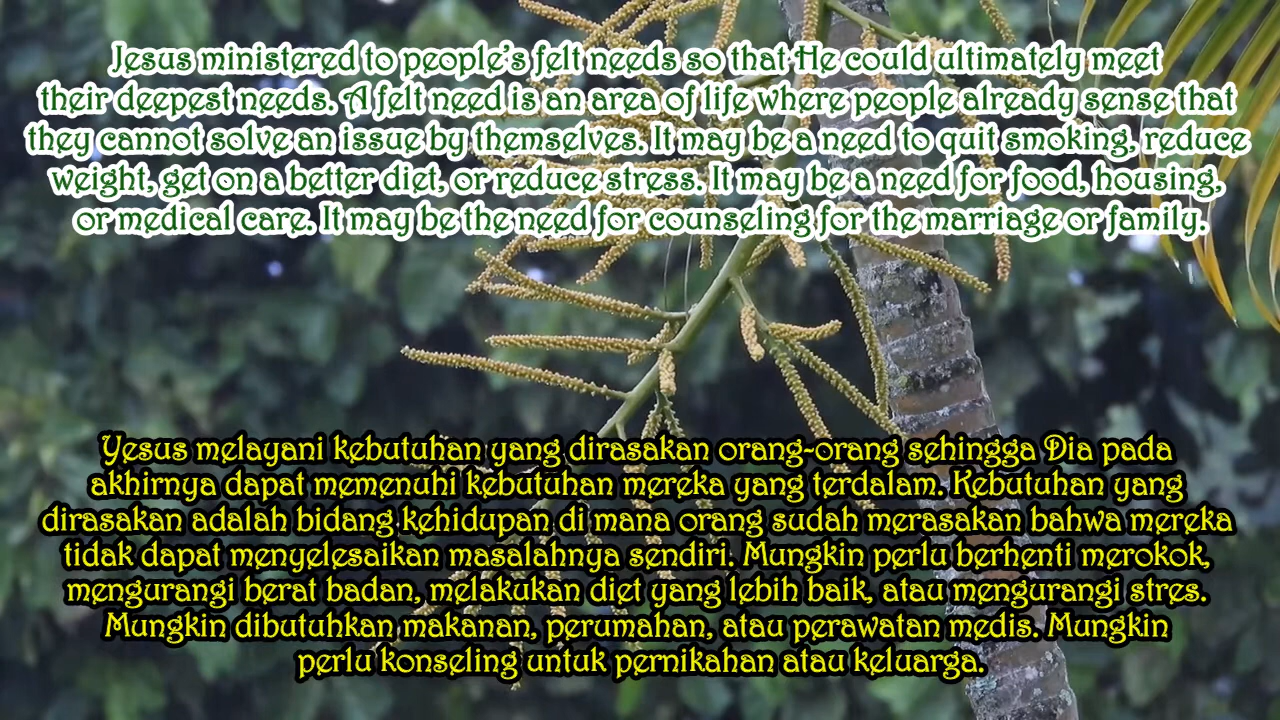 Jesus ministered to people's felt needs so that He could ultimately meet
their deepest needs. A felt need is an area of life where people already sense that
they cannot solve an issue by themselves. It may be a need to quit smoking, reduce
weight, get on a better diet, or reduce stress. It may be a need for food, housing,
or medical care. It may be the need for counseling for the marriage or family.
Yesus melayani kebutuhan yang dirasakan orang-orang sehingga Dia pada
akhirnya dapat memenuhi kebutuhan mereka yang terdalam. Kebutuhan yang
dirasakan adalah bidang kehidupan di mana orang sudah merasakan bahwa mereka
tidak dapat menyelesaikan masalahnya sendiri. Mungkin perlu berhenti merokok,
mengurangi berat badan, melakukan diet yang lebih baik, atau mengurangi stres.
Mungkin dibutuhkan makanan, perumahan, atau perawatan medis. Mungkin
perlu konseling untuk pernikahan atau keluarga.